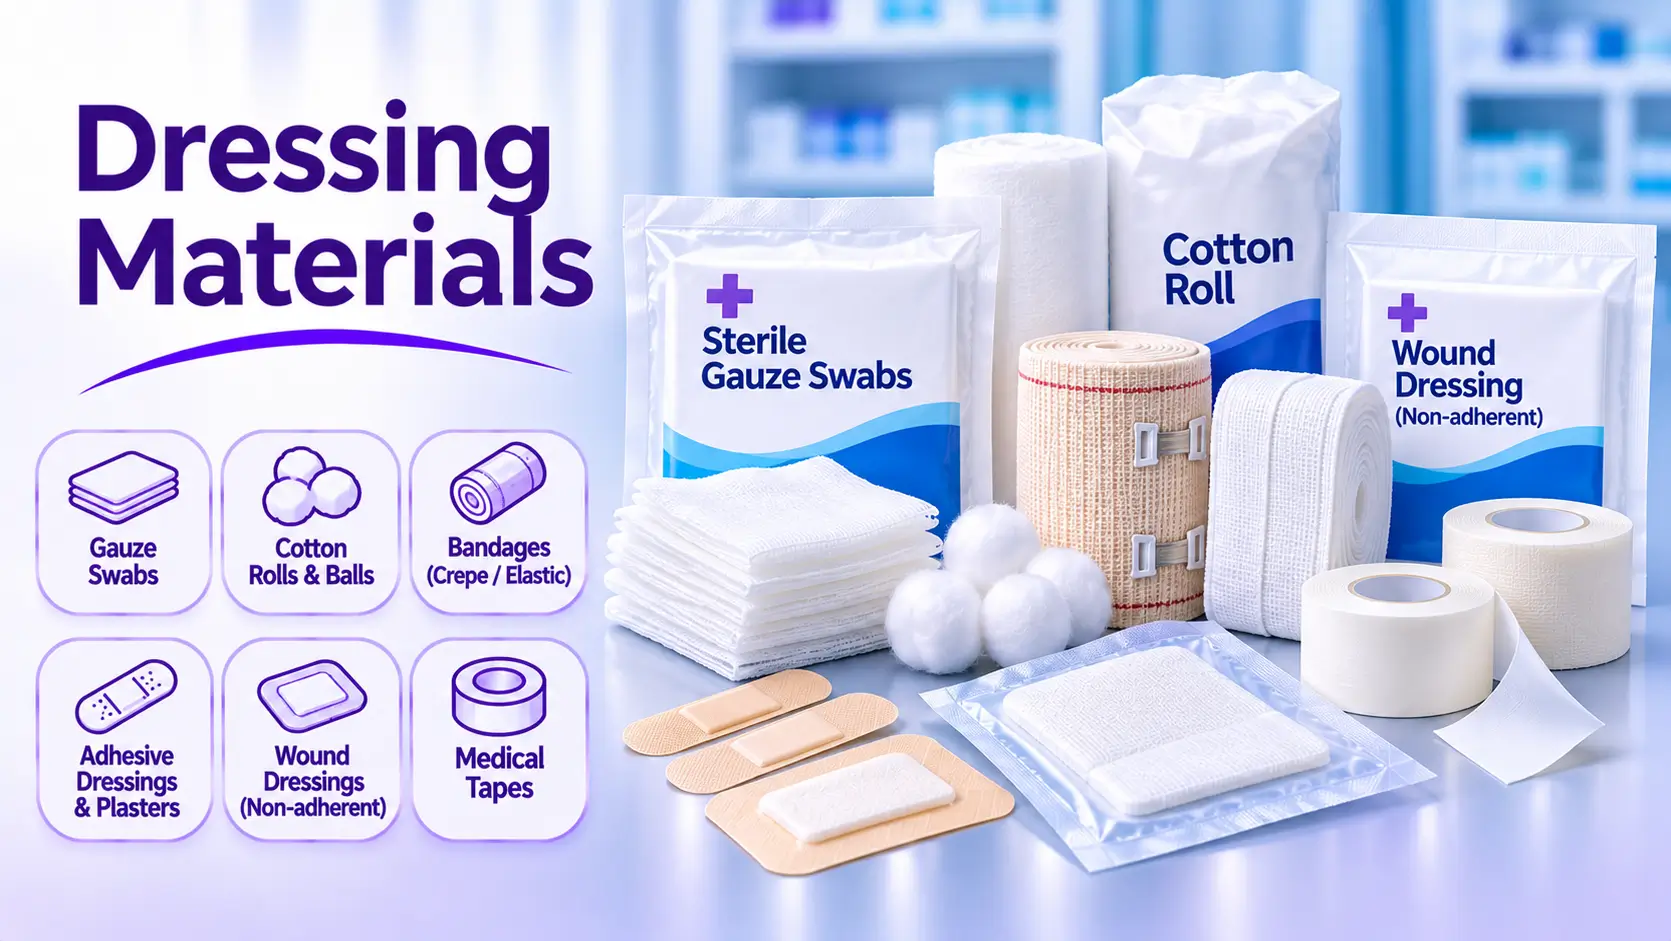 Dressing
Materials
Gauze
Swabs
Cotton
Rolls & Balls
Bandages
(Crepe / Elastic)
Adhesive
Dressings
& Plasters
Wound
Dressings
(Non-adherent)
Medical
Tapes
Sterile
Gauze Swabs
Cotton
Roll
Wound
Dressing
(Non-adherent)